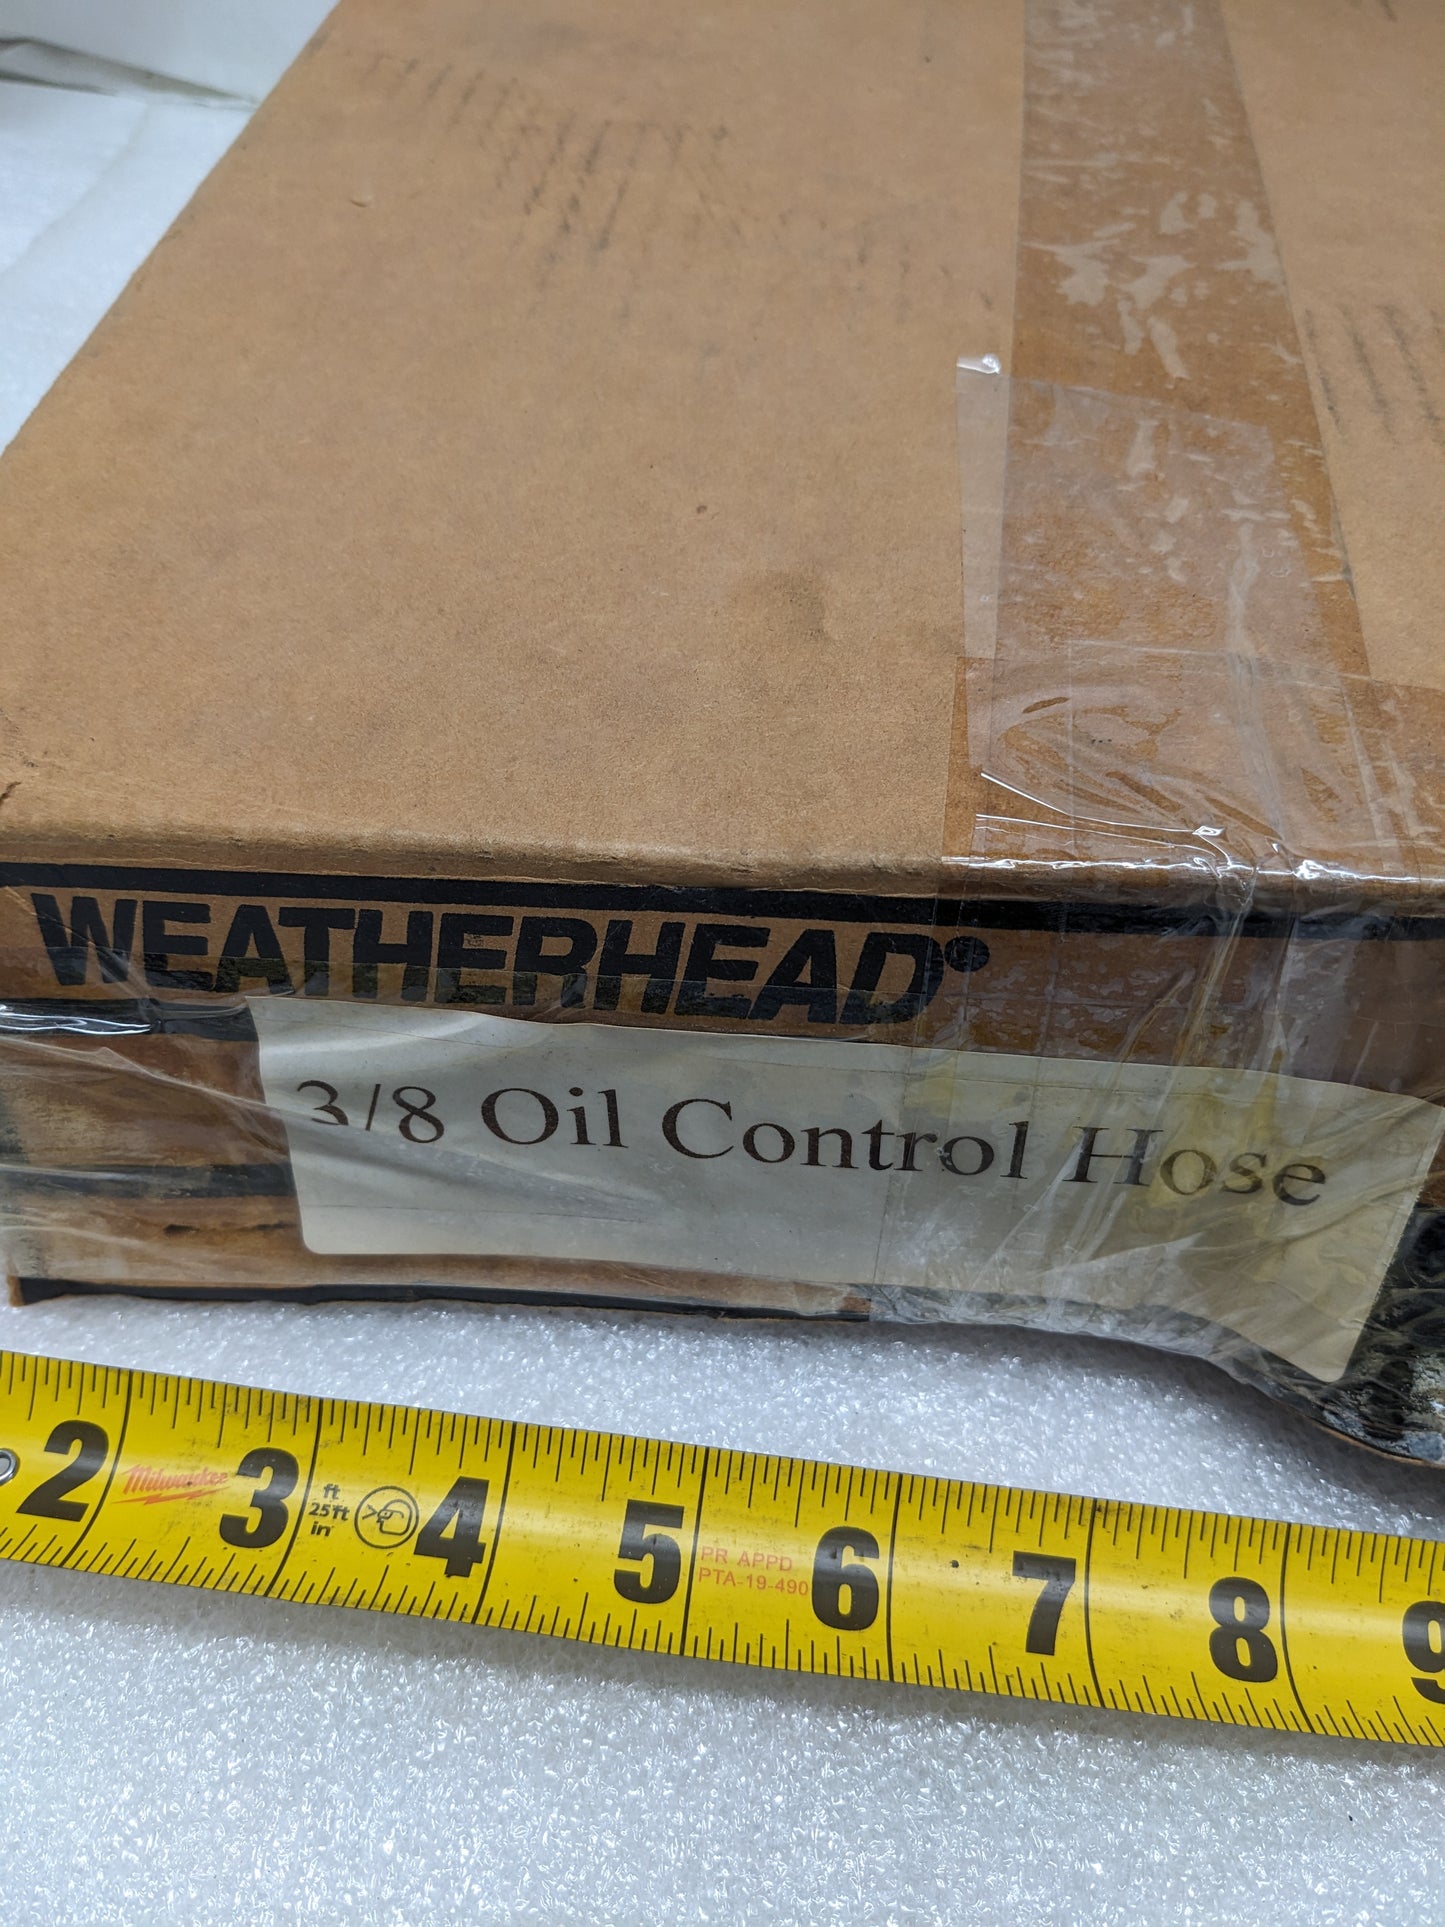 WEATHERHEAD®
3/8 Oil Control Hose
2 Milwaukee 3 ft 25ft in 4 5 PR APPD PTA-19-490 6 7 8 9